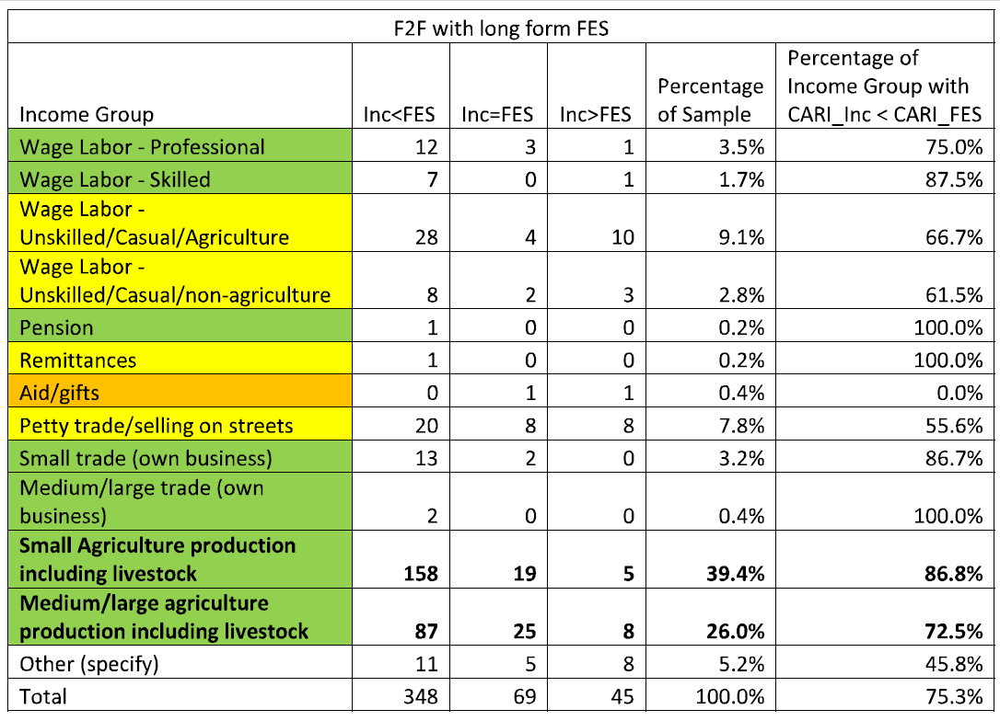 F2F with long form FES
Percentage of
Income Group with
CARI_Inc < CARI_FES
Percentage
of Sample
Income Group Inc<FES Inc=FES Inc>FES
Wage Labor - Professional 12 3 1 3.5% 75.0%
Wage Labor - Skilled 7 0 1 1.7% 87.5%
Wage Labor -
Unskilled/Casual/Agriculture 28 4 10 9.1% 66.7%
Wage Labor -
Unskilled/Casual/non-agriculture 8 2 3 2.8% 61.5%
Pension 1 0 0 0.2% 100.0%
Remittances 1 0 0 0.2% 100.0%
Aid/gifts 0 1 1 0.4% 0.0%
Petty trade/selling on streets 20 8 8 7.8% 55.6%
Small trade (own business) 13 2 0 3.2% 86.7%
Medium/large trade (own
business) 2 0 0 0.4% 100.0%
Small Agriculture production
including livestock 158 19 5 39.4% 86.8%
Medium/large agriculture
production including livestock 87 25 8 26.0% 72.5%
Other (specify) 11 5 8 5.2% 45.8%
Total 348 69 45 100.0% 75.3%